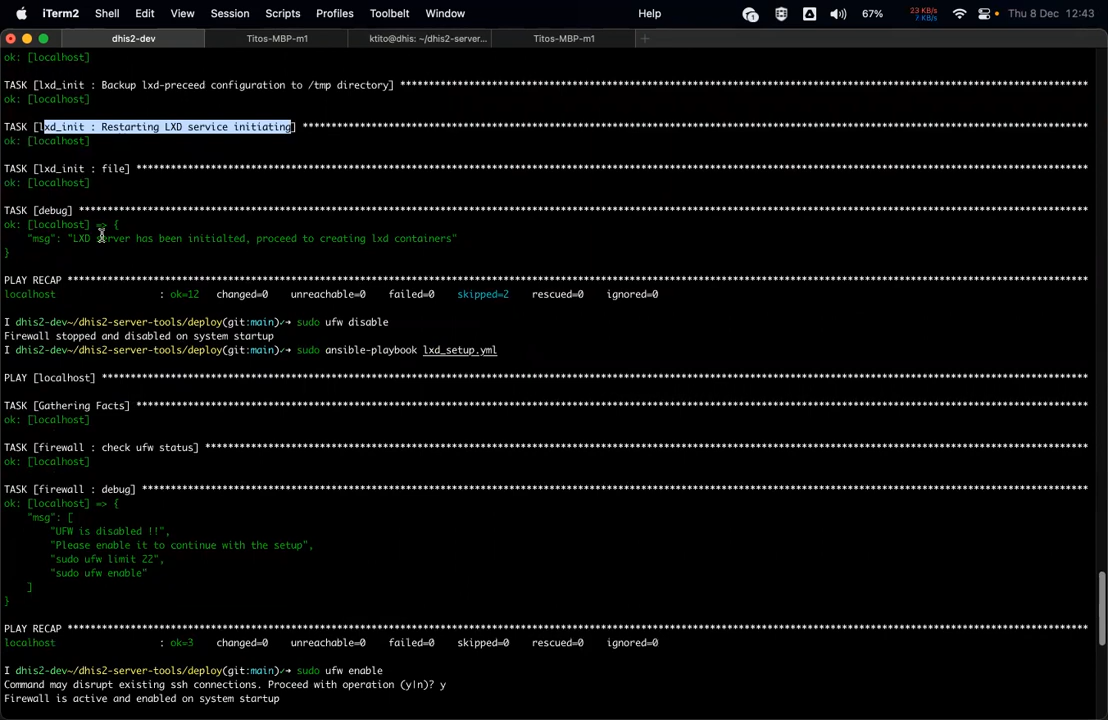 iTerm2 Shell Edit View Session Scripts Profiles Toolbelt Window Help 67% 23 KB/s 7 KB/s Thu 8 Dec 12:43
dhis2-dev Titos-MBP-m1 ktito@dhis: ~/dhis2-server... Titos-MBP-m1
ok: [localhost]
TASK [lxd_init : Backup lxd-preceed configuration to /tmp directory] ****************************************************************************************
ok: [localhost]
TASK [lxd_init : Restarting LXD service initiating] ****************************************************************************************
ok: [localhost]
TASK [lxd_init : file] ****************************************************************************************
ok: [localhost]
TASK [debug] ****************************************************************************************
ok: [localhost] => {
"msg": "LXD server has been initialted, proceed to creating lxd containers"
}
PLAY RECAP ****************************************************************************************
localhost : ok=12 changed=0 unreachable=0 failed=0 skipped=2 rescued=0 ignored=0
I dhis2-dev~/dhis2-server-tools/deploy(git:main)✓→ sudo ufw disable
Firewall stopped and disabled on system startup
I dhis2-dev~/dhis2-server-tools/deploy(git:main)✓→ sudo ansible-playbook lxd_setup.yml
PLAY [localhost] ****************************************************************************************
TASK [Gathering Facts] ****************************************************************************************
ok: [localhost]
TASK [firewall : check ufw status] ****************************************************************************************
ok: [localhost]
TASK [firewall : debug] ****************************************************************************************
ok: [localhost] => {
"msg": [
"UFW is disabled !!",
"Please enable it to continue with the setup",
"sudo ufw limit 22",
"sudo ufw enable"
]
}
PLAY RECAP ****************************************************************************************
localhost : ok=3 changed=0 unreachable=0 failed=0 skipped=0 rescued=0 ignored=0
I dhis2-dev~/dhis2-server-tools/deploy(git:main)✓→ sudo ufw enable
Command may disrupt existing ssh connections. Proceed with operation (y|n)? y
Firewall is active and enabled on system startup